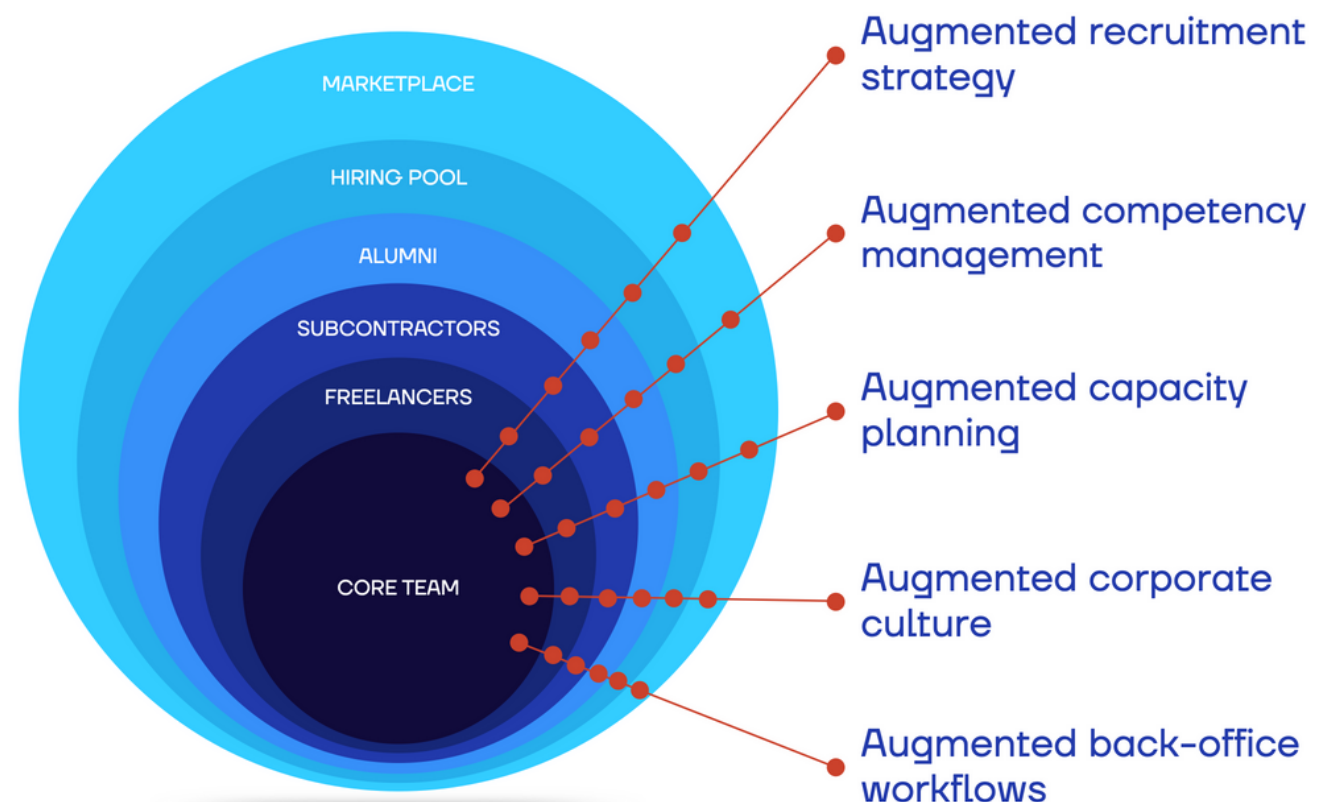 MARKETPLACE
HIRING POOL
ALUMNI
SUBCONTRACTORS
FREELANCERS
CORE TEAM
Augmented recruitment
strategy
Augmented competency
management
Augmented capacity
planning
Augmented corporate
culture
Augmented back-office
workflows